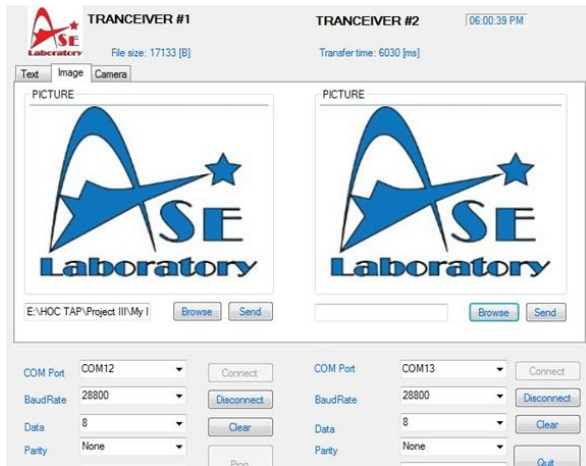 TRANCEIVER #1
TRANCEIVER #2
06:00:39 PM
ASE
Laboratory
File size: 17133 [B]
Transfer time: 6030 [ms]
Text
Image
Camera
PICTURE
PICTURE
ASE
Laboratory
ASE
Laboratory
E:\HOC TAP\Project III\My I
Browse
Send
Browse
Send
COM Port
COM12
Connect
COM Port
COM13
Connect
BaudRate
28800
Disconnect
BaudRate
28800
Disconnect
Data
8
Clear
Data
8
Clear
Parity
None
Ping
Parity
None
Quit